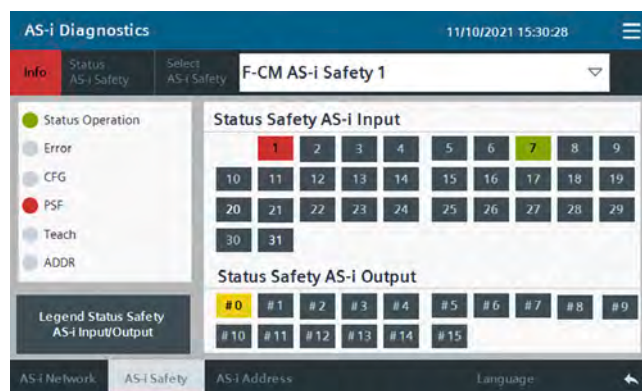 AS-i Diagnostics 11/10/2021 15:30:28
Info Status AS-i Safety Select AS-i Safety F-CM AS-i Safety 1
Status Operation
Error
CFG
PSF
Teach
ADDR
Legend Status Safety
AS-i Input/Output
Status Safety AS-i Input
1 2 3 4 5 6 7 8 9
10 11 12 13 14 15 16 17 18 19
20 21 22 23 24 25 26 27 28 29
30 31
Status Safety AS-i Output
#0 #1 #2 #3 #4 #5 #6 #7 #8 #9
#10 #11 #12 #13 #14 #15
AS-i Network AS-i Safety AS-i Address Language